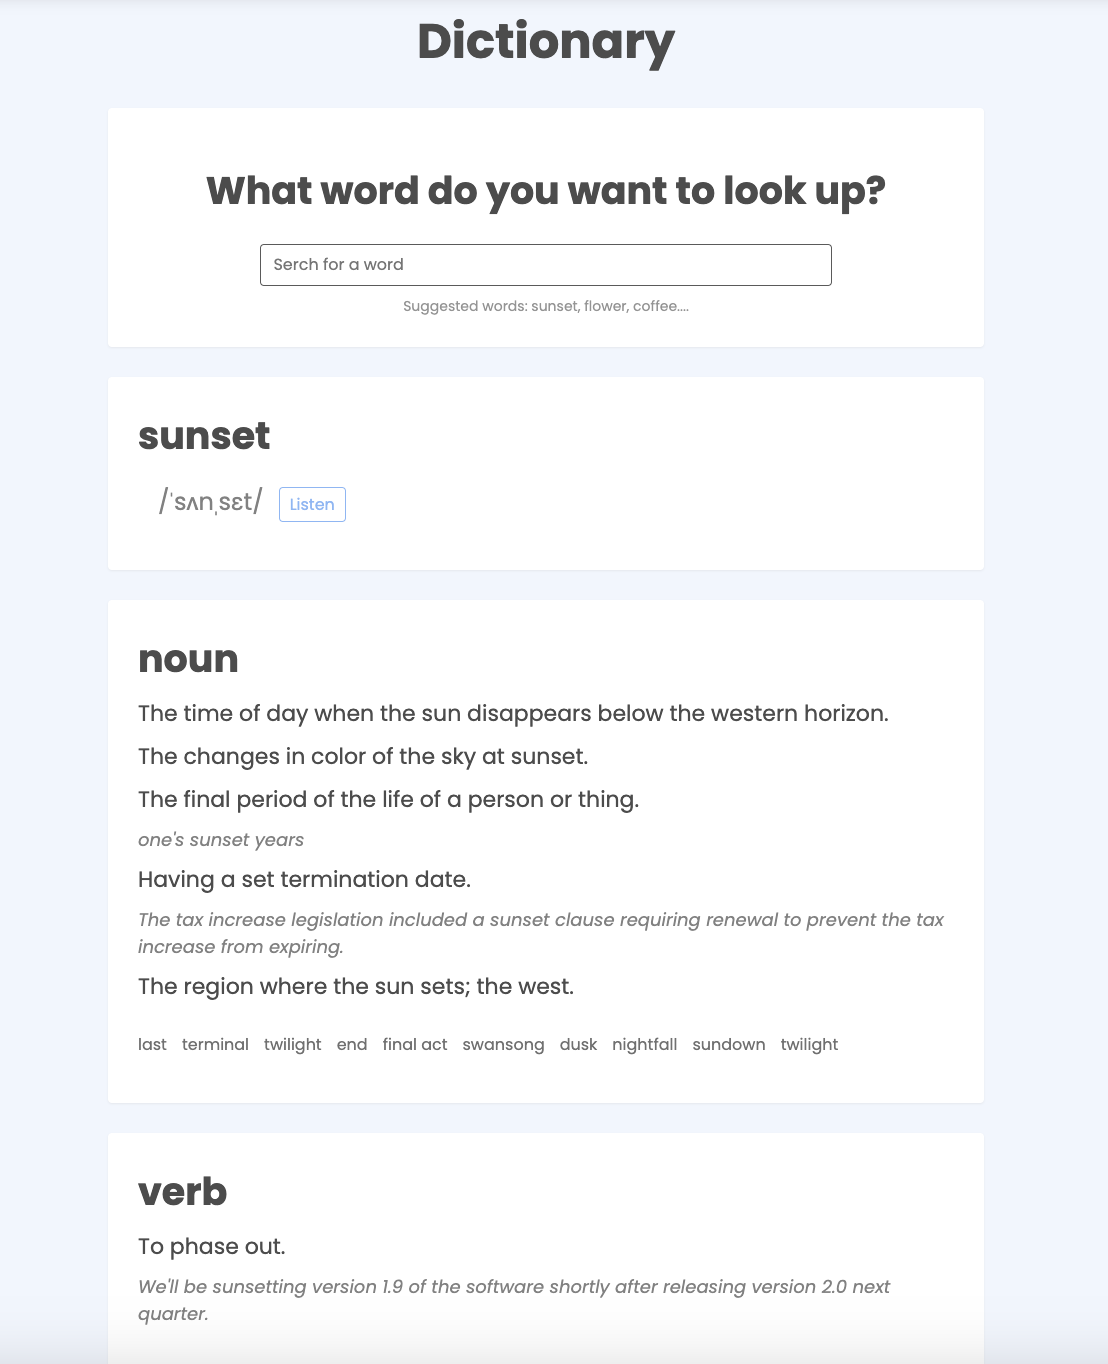 Dictionary
What word do you want to look up?
Serch for a word
Suggested words: sunset, flower, coffee....
sunset
/ˈsʌnˌsɛt/ Listen
noun
The time of day when the sun disappears below the western horizon.
The changes in color of the sky at sunset.
The final period of the life of a person or thing.
one's sunset years
Having a set termination date.
The tax increase legislation included a sunset clause requiring renewal to prevent the tax
increase from expiring.
The region where the sun sets; the west.
last terminal twilight end final act swansong dusk nightfall sundown twilight
verb
To phase out.
We'll be sunsetting version 1.9 of the software shortly after releasing version 2.0 next
quarter.